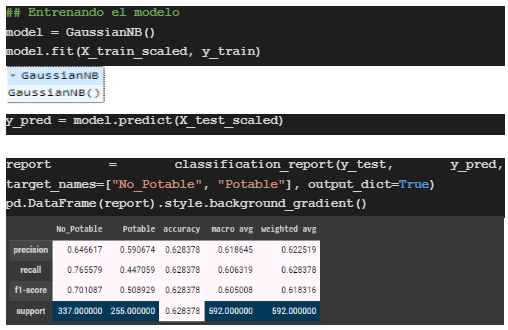 ## Entrenando el modelo
model = GaussianNB()
model.fit(X_train_scaled, y_train)
GaussianNB
GaussianNB()
y_pred = model.predict(X_test_scaled)
report = classification_report(y_test, y_pred,
target_names=["No_Potable", "Potable"], output_dict=True)
pd.DataFrame(report).style.background_gradient()
No_Potable Potable accuracy macro avg weighted avg
precision 0.646617 0.590674 0.628378 0.618645 0.622519
recall 0.765579 0.447059 0.628378 0.606319 0.628378
f1-score 0.701087 0.508929 0.628378 0.605008 0.618316
support 337.000000 255.000000 0.628378 592.000000 592.000000